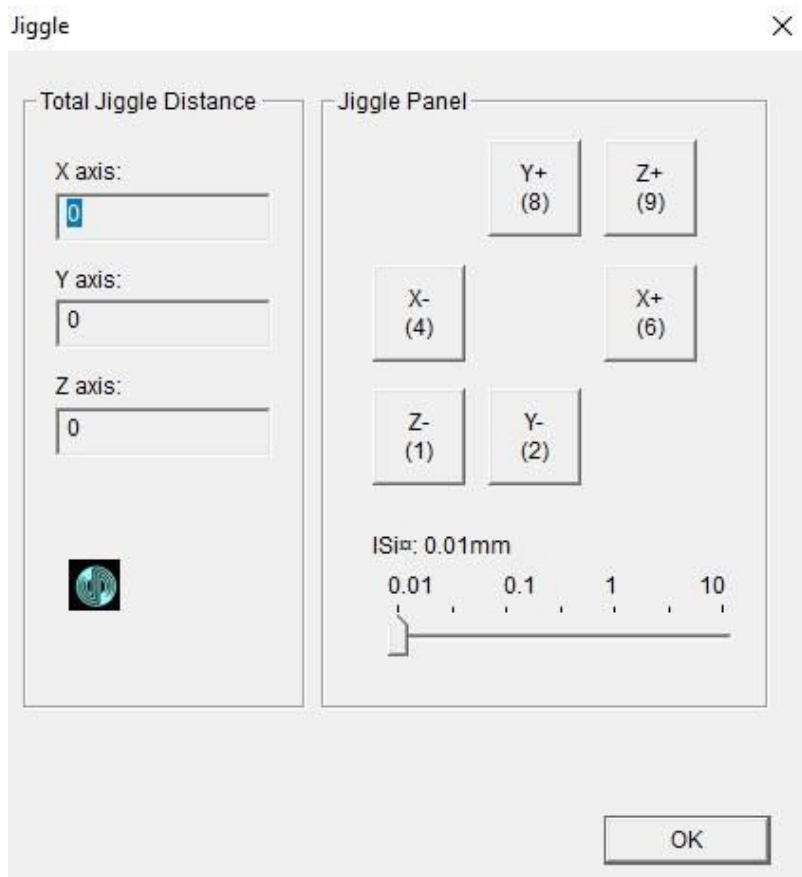 Jiggle
Total Jiggle Distance
X axis:
0
Y axis:
0
Z axis:
0
Jiggle Panel
Y+
(8)
Z+
(9)
X-
(4)
X+
(6)
Z-
(1)
Y-
(2)
ISi¤: 0.01mm
0.01 0.1 1 10
OK